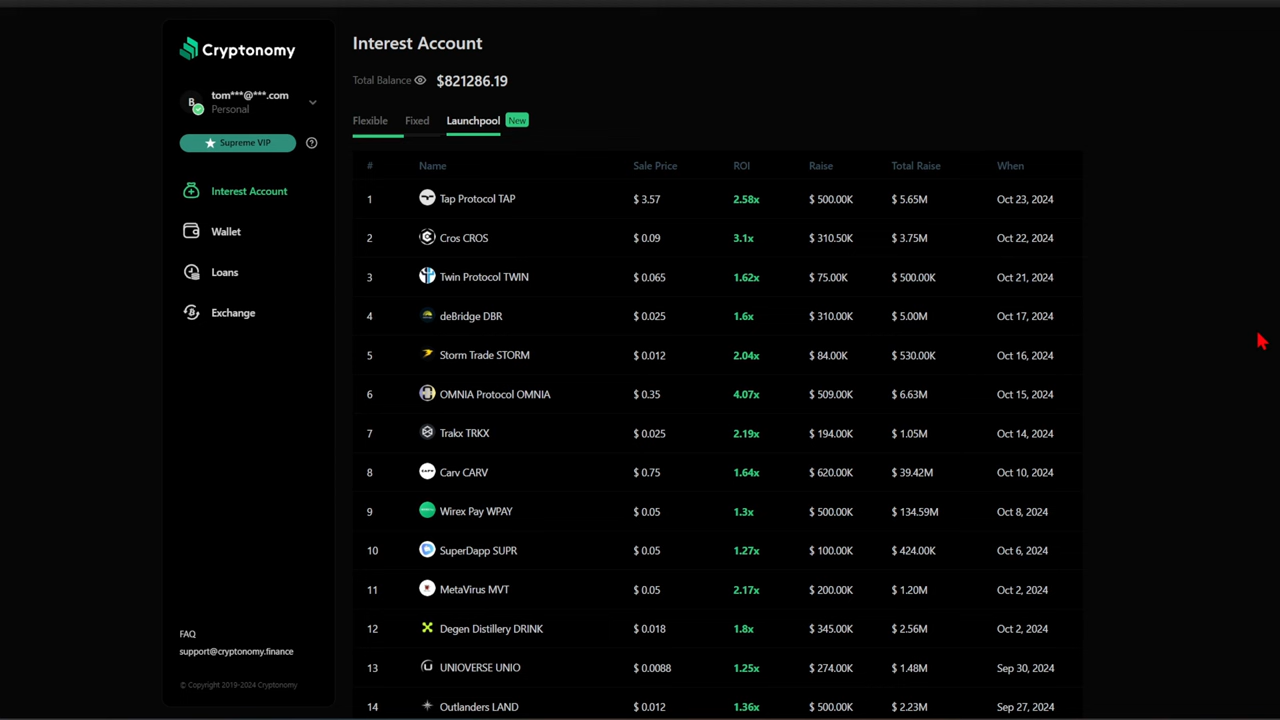 Cryptonomy
B tom***@***.com
Personal
Supreme VIP
Interest Account
Wallet
Loans
Exchange
FAQ
support@cryptonomy.finance
© Copyright 2019-2024 Cryptonomy
Interest Account
Total Balance $821286.19
Flexible Fixed Launchpool New
# Name Sale Price ROI Raise Total Raise When
1 Tap Protocol TAP $ 3.57 2.58x $ 500.00K $ 5.65M Oct 23, 2024
2 Cros CROS $ 0.09 3.1x $ 310.50K $ 3.75M Oct 22, 2024
3 Twin Protocol TWIN $ 0.065 1.62x $ 75.00K $ 500.00K Oct 21, 2024
4 deBridge DBR $ 0.025 1.6x $ 310.00K $ 5.00M Oct 17, 2024
5 Storm Trade STORM $ 0.012 2.04x $ 84.00K $ 530.00K Oct 16, 2024
6 OMNIA Protocol OMNIA $ 0.35 4.07x $ 509.00K $ 6.63M Oct 15, 2024
7 Trakx TRKX $ 0.025 2.19x $ 194.00K $ 1.05M Oct 14, 2024
8 Carv CARV $ 0.75 1.64x $ 620.00K $ 39.42M Oct 10, 2024
9 Wirex Pay WPAY $ 0.05 1.3x $ 500.00K $ 134.59M Oct 8, 2024
10 SuperDapp SUPR $ 0.05 1.27x $ 100.00K $ 424.00K Oct 6, 2024
11 MetaVirus MVT $ 0.05 2.17x $ 200.00K $ 1.20M Oct 2, 2024
12 Degen Distillery DRINK $ 0.018 1.8x $ 345.00K $ 2.56M Oct 2, 2024
13 UNIOVERSE UNIO $ 0.0088 1.25x $ 274.00K $ 1.48M Sep 30, 2024
14 Outlanders LAND $ 0.012 1.36x $ 500.00K $ 2.23M Sep 27, 2024